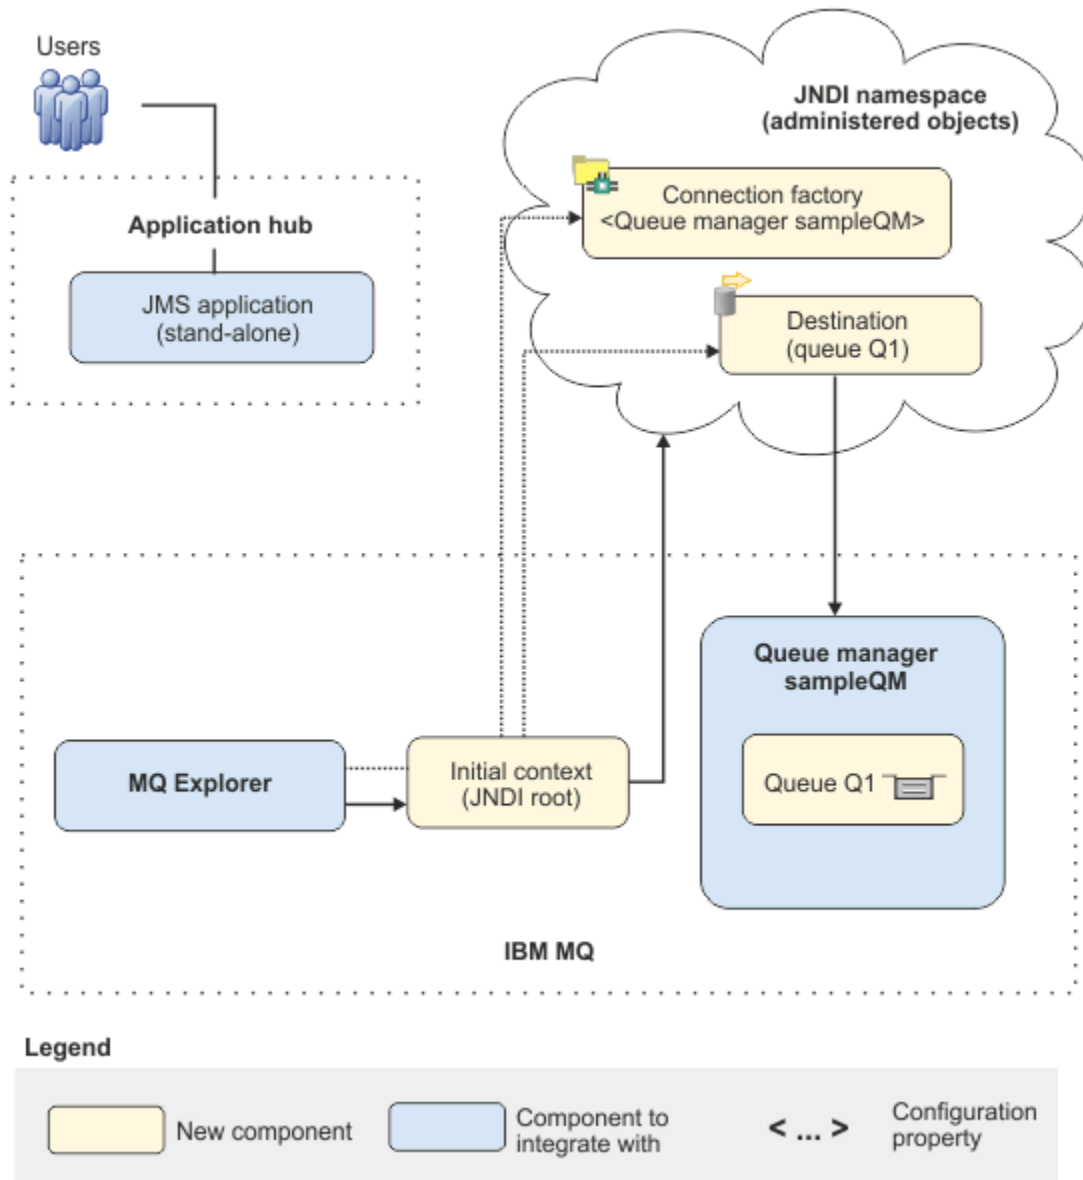 Users
JNDI namespace
(administered objects)
Connection factory
<Queue manager sampleQM>
Application hub
JMS application
(stand-alone)
Destination
(queue Q1)
Queue manager
sampleQM
MQ Explorer
Initial context
(JNDI root)
Queue Q1
IBM MQ
Legend
New component
Component to
integrate with
< ... >
Configuration
property